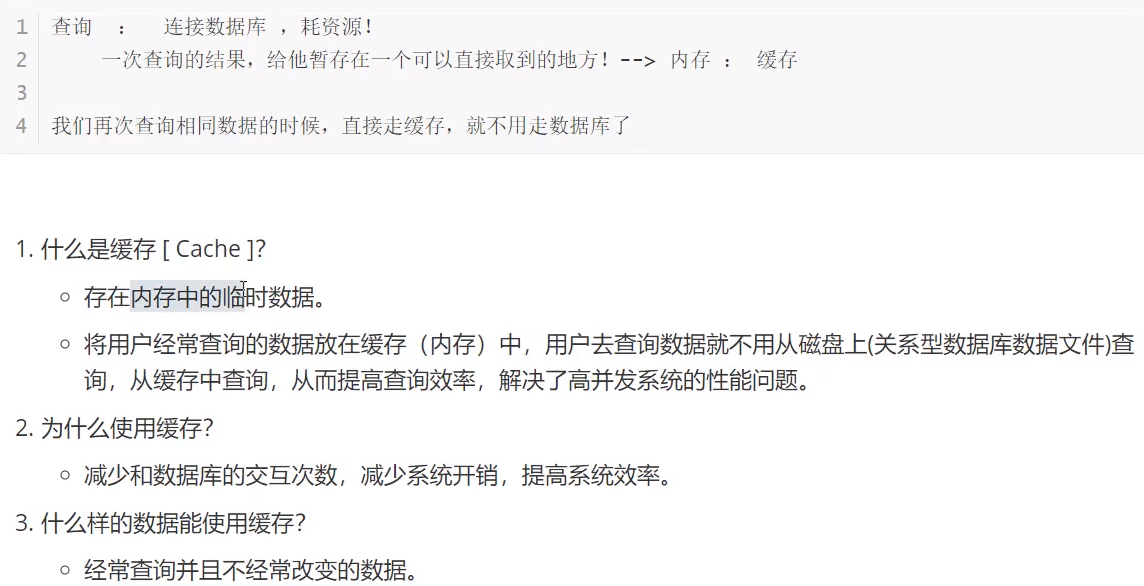 1 查询 ： 连接数据库 ，耗资源！
2 一次查询的结果，给他暂存在一个可以直接取到的地方！--> 内存 ： 缓存
3
4 我们再次查询相同数据的时候，直接走缓存，就不用走数据库了
1. 什么是缓存 [ Cache ]？
○ 存在内存中的临时数据。
○ 将用户经常查询的数据放在缓存（内存）中，用户去查询数据就不用从磁盘上(关系型数据库数据文件)查
询，从缓存中查询，从而提高查询效率，解决了高并发系统的性能问题。
2. 为什么使用缓存？
○ 减少和数据库的交互次数，减少系统开销，提高系统效率。
3. 什么样的数据能使用缓存？
○ 经常查询并且不经常改变的数据。